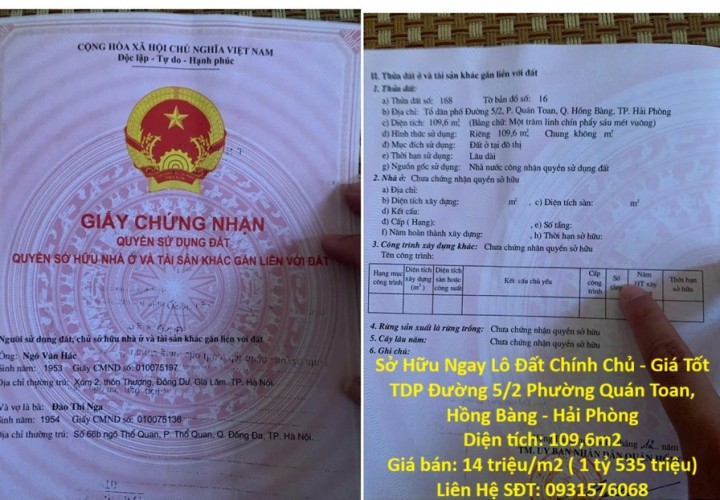 CỘNG HÒA XÃ HỘI CHỦ NGHĨA VIỆT NAM
Độc lập - Tự do - Hạnh phúc
GIẤY CHỨNG NHẬN
QUYỀN SỬ DỤNG ĐẤT
QUYỀN SỞ HỮU NHÀ Ở VÀ TÀI SẢN KHÁC GẮN LIỀN VỚI ĐẤT
Người sử dụng đất, chủ sở hữu nhà ở và tài sản khác gắn liền với đất
Ông: Ngô Văn Hác
Sinh năm: 1953 Giấy CMND số: 010075197
Địa chỉ thường trú: Xóm 2, thôn Thượng, Đông Dư, Gia Lâm, TP. Hà Nội.
Và vợ là bà: Đào Thị Nga
Sinh năm: 1954 Giấy CMND số: 010075136
Địa chỉ thường trú: Số 66b ngõ Thổ Quan, P. Thổ Quan, Q. Đống Đa, TP. Hà Nội.
II. Thửa đất ở và tài sản khác gắn liền với đất
1. Thửa đất:
a) Thửa đất số: 168 Tờ bản đồ số: 16
b) Địa chỉ: Tổ dân phố Đường 5/2, P. Quán Toan, Q. Hồng Bàng, TP. Hải Phòng
c) Diện tích: 109,6 m² (Bằng chữ: Một trăm linh chín phẩy sáu mét vuông)
d) Hình thức sử dụng: Riêng 109,6 m² Chung không m²
đ) Mục đích sử dụng: Đất ở tại đô thị
e) Thời hạn sử dụng: Lâu dài
g) Nguồn gốc sử dụng: Nhà nước công nhận quyền sử dụng đất
2. Nhà ở: Chưa chứng nhận quyền sở hữu
a) Địa chỉ:
b) Diện tích xây dựng: m² , c) Diện tích sàn: m²
d) Kết cấu:
đ) Cấp (Hạng): , e) Số tầng:
f) Năm hoàn thành xây dựng: , h) Thời hạn sở hữu:
3. Công trình xây dựng khác: Chưa chứng nhận quyền sở hữu
Tên công trình:
Hạng mục công trình Diện tích xây dựng (m²) Diện tích sàn hoặc công suất Kết cấu chủ yếu Cấp công trình Số tầng Năm HT xây Thời hạn sở hữu
4. Rừng sản xuất là rừng trồng: Chưa chứng nhận quyền sở hữu
5. Cây lâu năm: Chưa chứng nhận quyền sở hữu
6. Ghi chú:
Sở Hữu Ngay Lô Đất Chính Chủ - Giá Tốt
TDP Đường 5/2 Phường Quán Toan,
Hồng Bàng - Hải Phòng
Diện tích: 109,6m2
tháng 12 năm
TM. ỦY BAN NHÂN DÂN QUẬN
Giá bán: 14 triệu/m2 ( 1 tỷ 535 triệu)
Liên Hệ SĐT: 0931576068